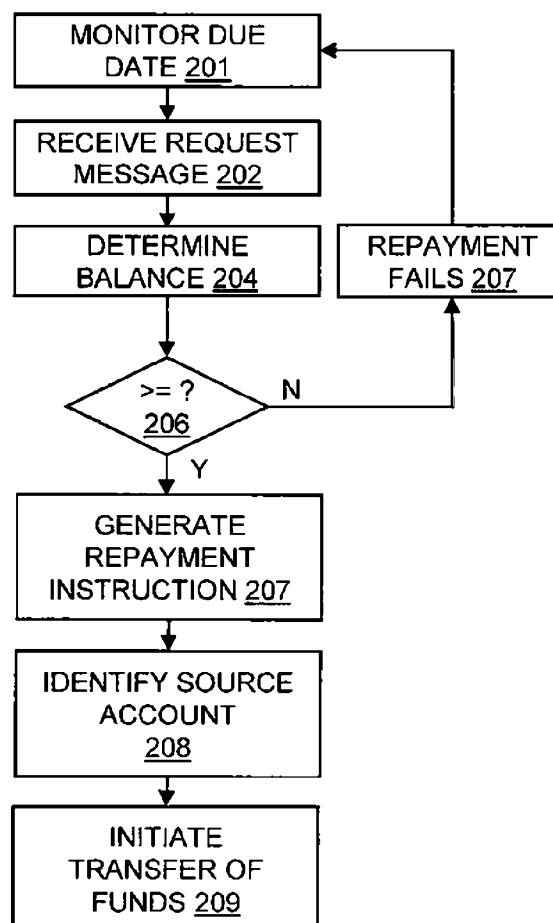 MONITOR DUE
DATE 201
RECEIVE REQUEST
MESSAGE 202
DETERMINE
BALANCE 204
REPAYMENT
FAILS 207
>= ?
206
N
Y
GENERATE
REPAYMENT
INSTRUCTION 207
IDENTIFY SOURCE
ACCOUNT
208
INITIATE
TRANSFER OF
FUNDS 209